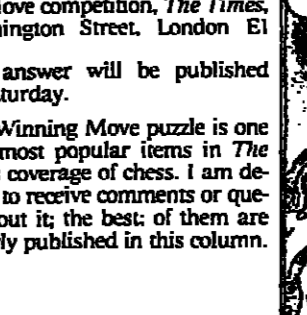 ove competition, The Times,
nington Street, London E1
answer will be published
turday.
Winning Move puzzle is one
most popular items in The
coverage of chess. I am de-
to receive comments or que-
out it; the best of them are
ly published in this column.